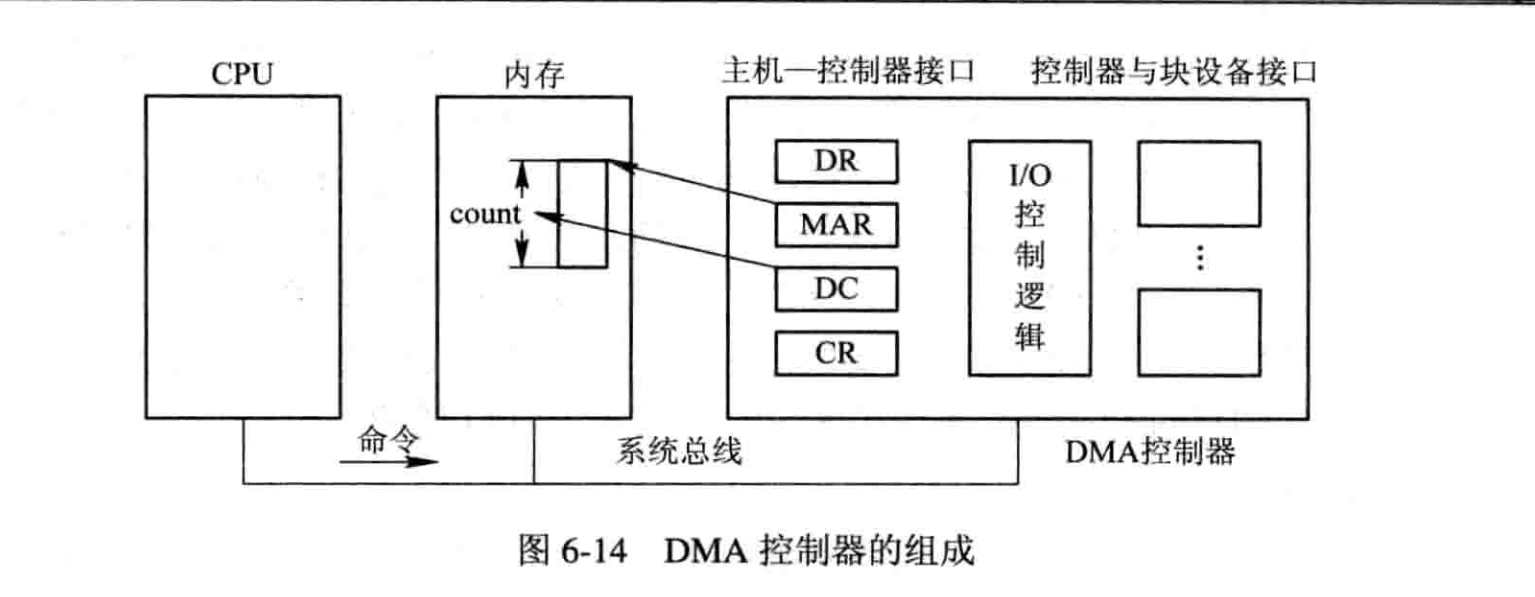 CPU
内存
主机—控制器接口
控制器与块设备接口
DR
MAR
count
DC
CR
I/O
控
制
逻
辑
⋮
命令
系统总线
DMA控制器
图 6-14 DMA 控制器的组成